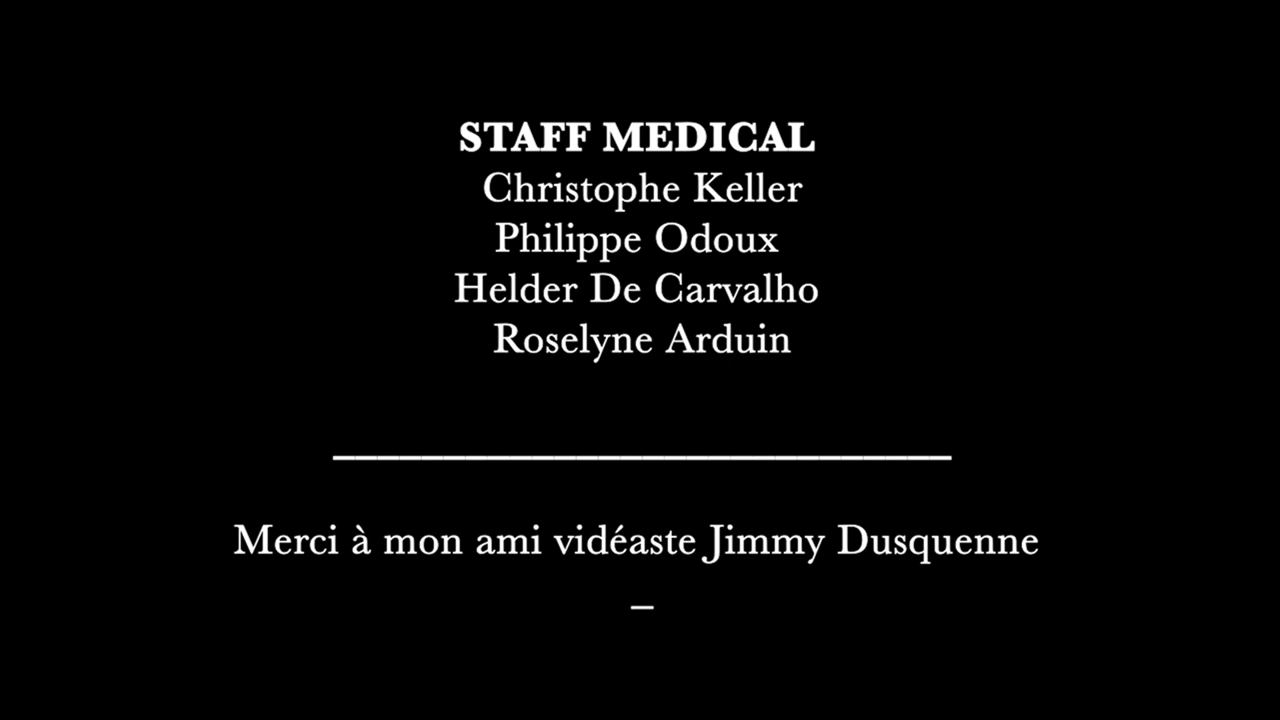 STAFF MEDICAL
Christophe Keller
Philippe Odoux
Helder De Carvalho
Roselyne Arduin
Merci à mon ami vidéaste Jimmy Dusquenne